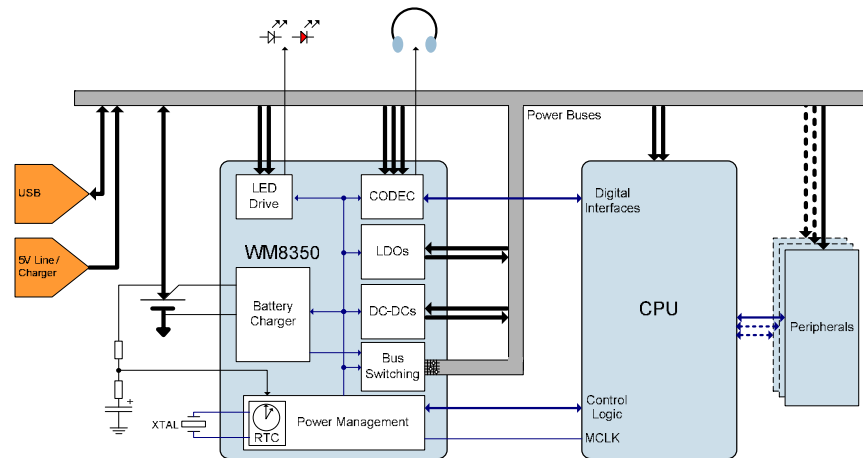 Power Buses
USB
LED
Drive
CODEC
Digital
Interfaces
5V Line /
Charger
WM8350
LDOs
Battery
Charger
DC-DCs
CPU
Peripherals
Bus
Switching
+
XTAL
RTC
Power Management
Control
Logic
MCLK